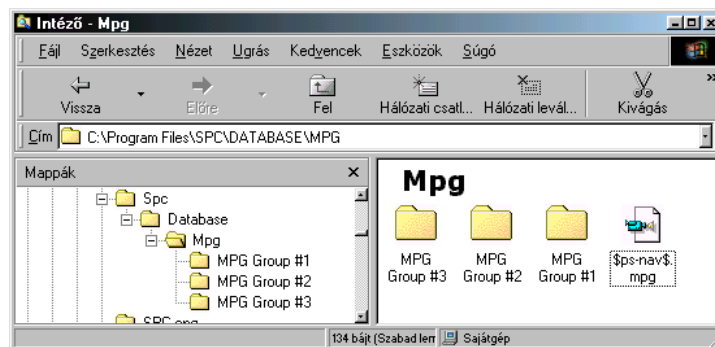 Intéző - Mpg
Fájl Szerkesztés Nézet Ugrás Kedvencek Eszközök Súgó
Vissza Előre Fel Hálózati csatl... Hálózati levál... Kivágás »
Cím C:\Program Files\SPC\DATABASE\MPG
Mappák
Spc
Database
Mpg
MPG Group #1
MPG Group #2
MPG Group #3
SPC eng
Mpg
MPG Group #3
MPG Group #2
MPG Group #1
$ps-nav$.mpg
134 bájt (Szabad lem Sajátgép